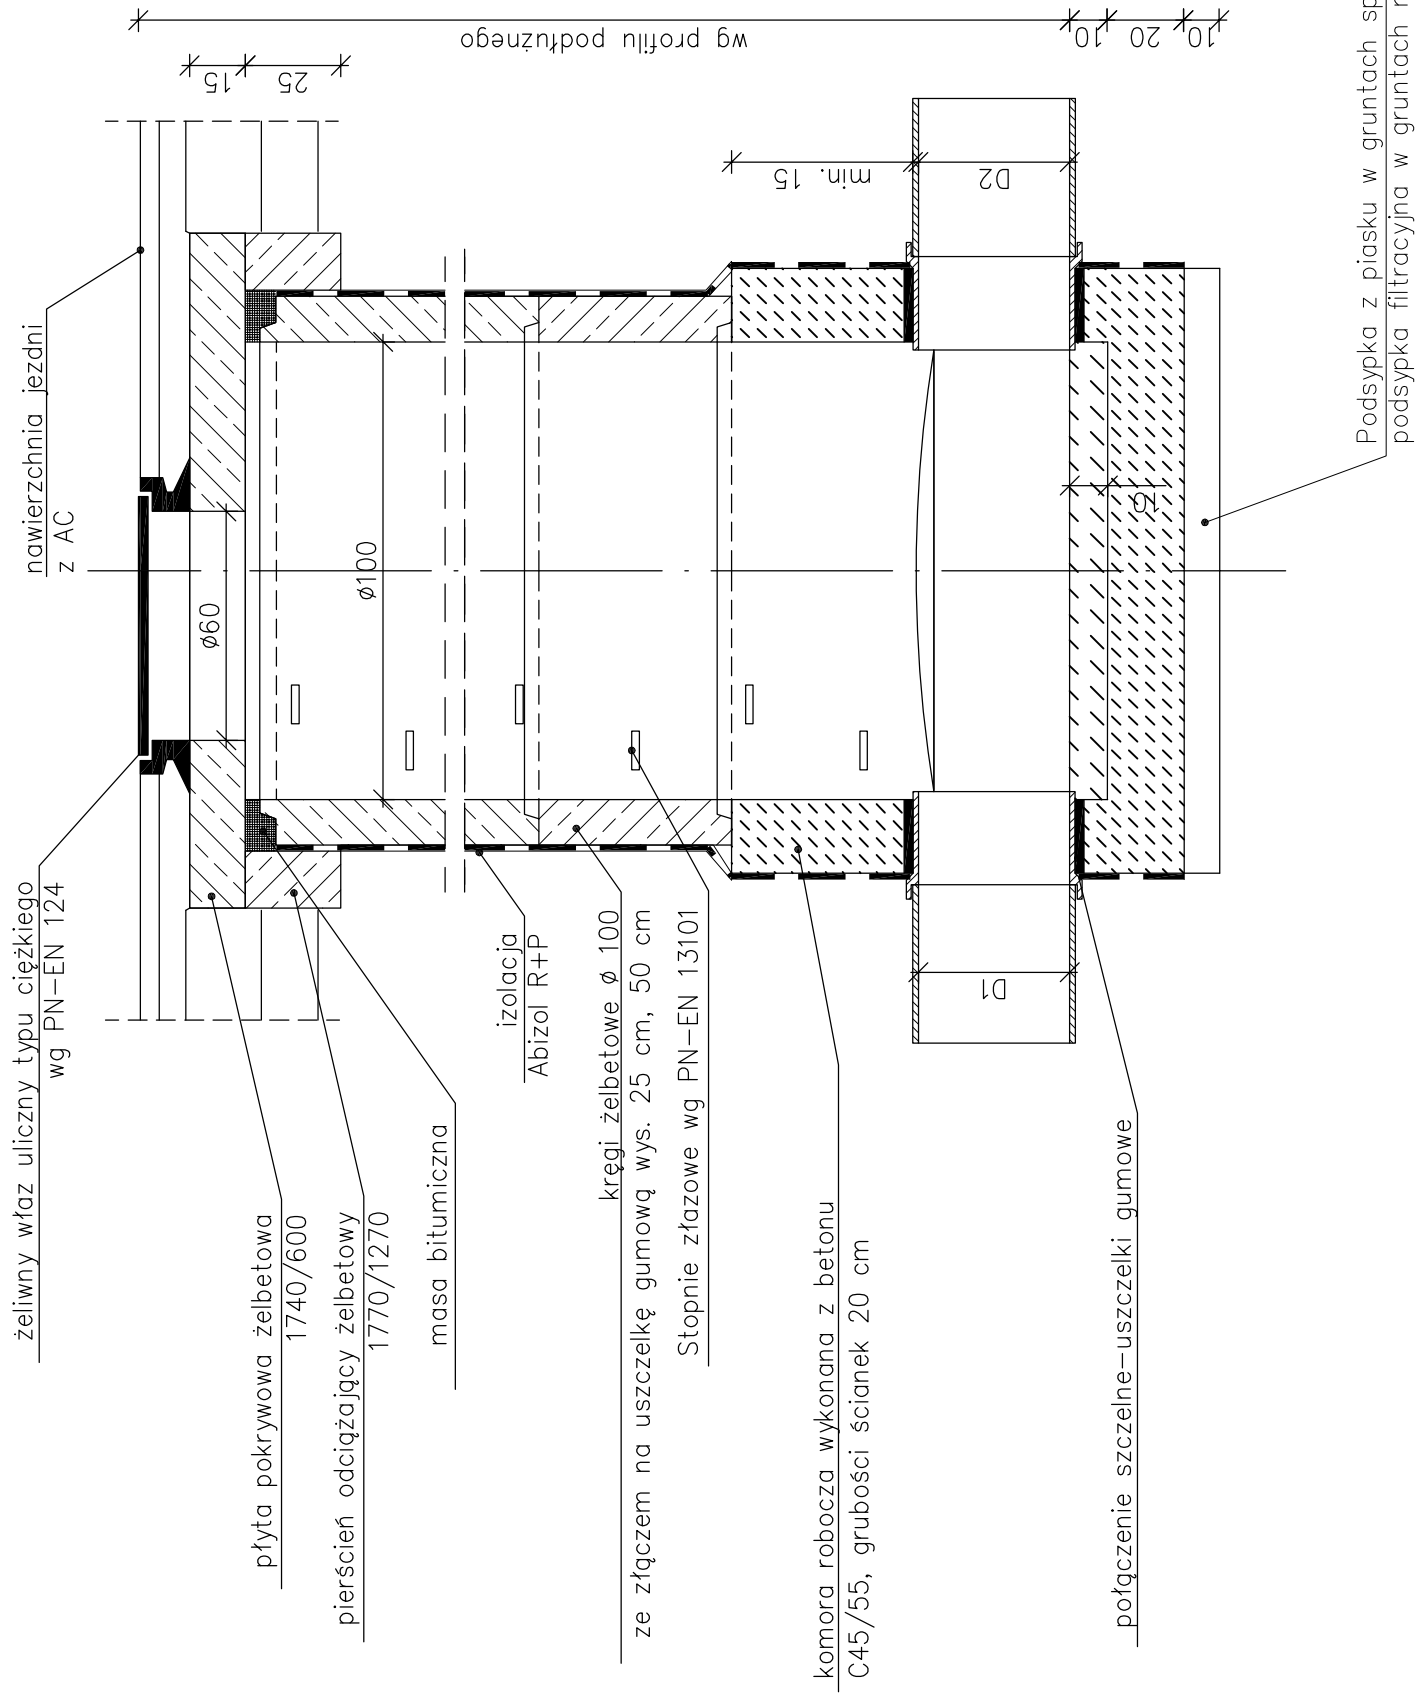 żeliwny właz uliczny typu ciężkiego
wg PN-EN 124
nawierzchnia jezdni
z AC
płyta pokrywowa żelbetowa
1740/600
pierścień odciążający żelbetowy
1770/1270
masa bitumiczna
izolacja
Abizol R+P
kręgi żelbetowe ø 100
ze złączem na uszczelkę gumową wys. 25 cm, 50 cm
Stopnie złazowe wg PN-EN 13101
komora robocza wykonana z betonu
C45/55, grubości ścianek 20 cm
połączenie szczelne-uszczelki gumowe
Podsypka z piasku w gruntach
podsypka filtracyjna w gruntach
ø60
ø100
15
25
wg profilu podłużnego
10
20
10
min. 15
D2
D1
10